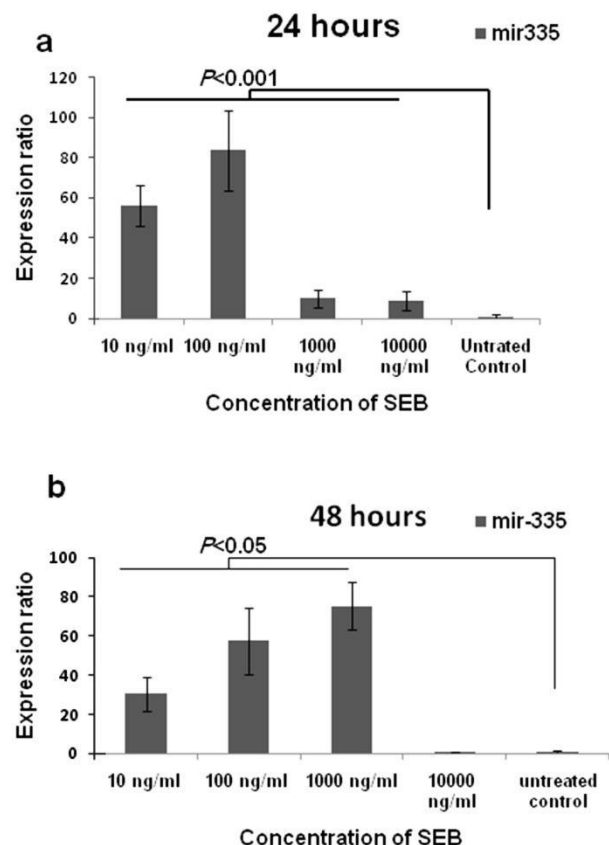 a
24 hours
mir335
P<0.001
Expression ratio
120
100
80
60
40
20
0
10 ng/ml 100 ng/ml 1000 ng/ml 10000 ng/ml Untrated Control
Concentration of SEB
b
48 hours
mir-335
P<0.05
Expression ratio
100
80
60
40
20
0
10 ng/ml 100 ng/ml 1000 ng/ml 10000 ng/ml untreated control
Concentration of SEB